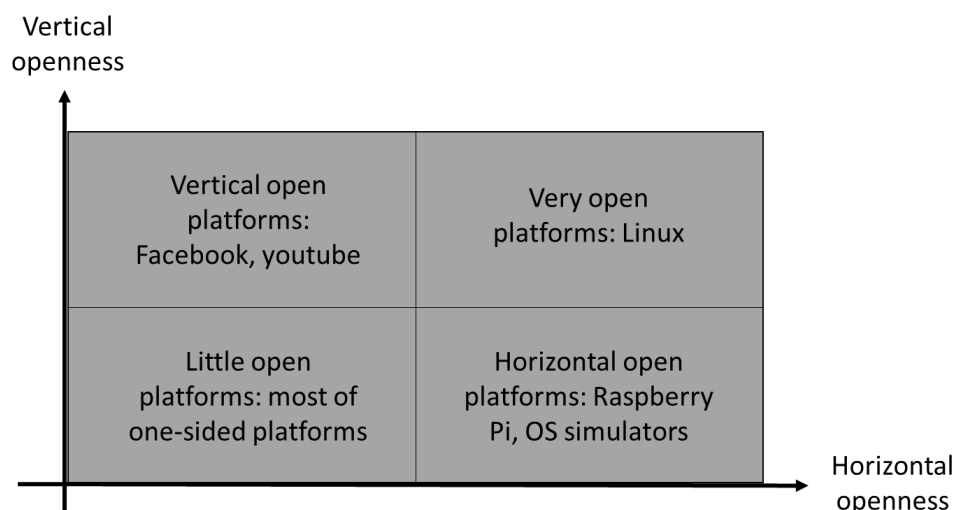 Vertical
openness
Vertical open
platforms:
Facebook, youtube
Very open
platforms: Linux
Little open
platforms: most of
one-sided platforms
Horizontal open
platforms: Raspberry
Pi, OS simulators
Horizontal
openness